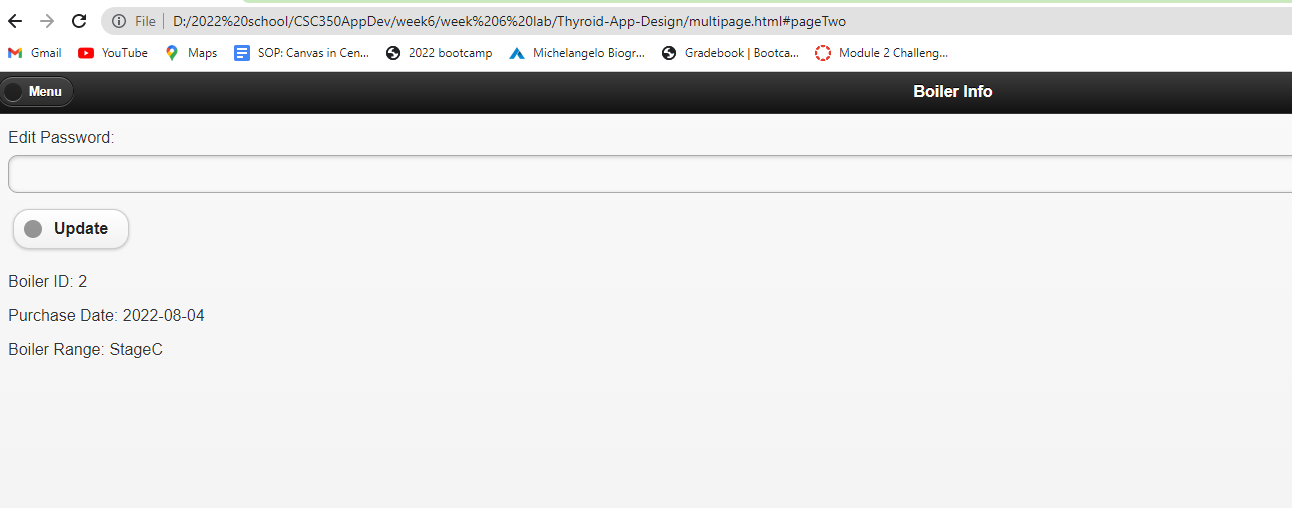 File D:/2022%20school/CSC350AppDev/week6/week%206%20lab/Thyroid-App-Design/multipage.html#pageTwo
Gmail YouTube Maps SOP: Canvas in Cen... 2022 bootcamp Michelangelo Biogr... Gradebook | Bootca... Module 2 Challeng...
Menu Boiler Info
Edit Password:
Update
Boiler ID: 2
Purchase Date: 2022-08-04
Boiler Range: StageC